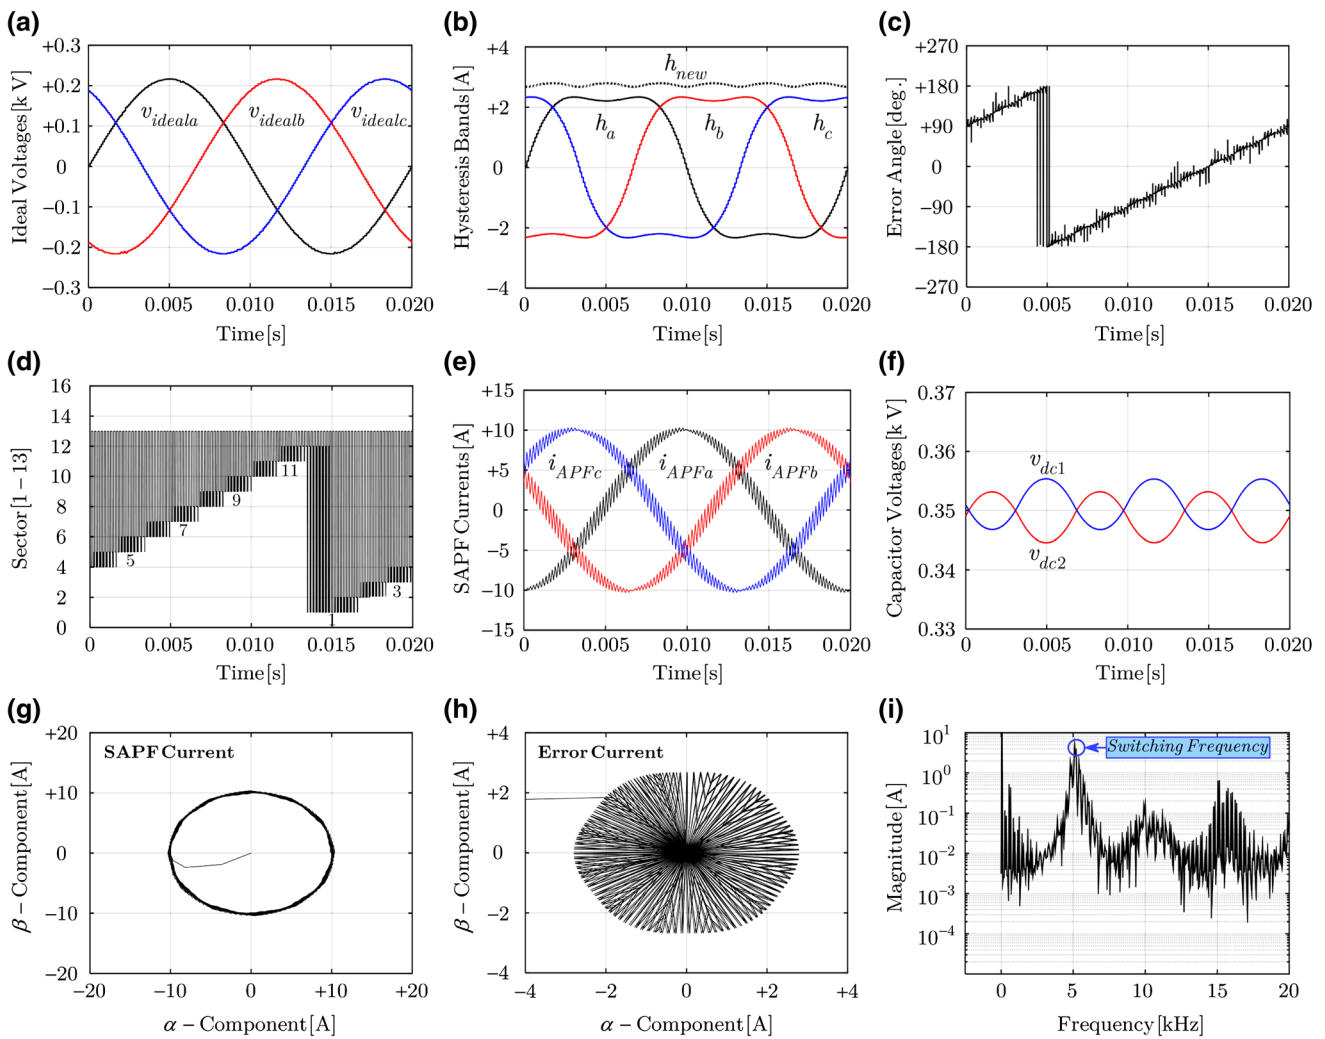 (a)
Ideal Voltages[k V]
+0.3
+0.2
+0.1
0
−0.1
−0.2
−0.3
v_ideala
v_idealb
v_idealc
0
0.005
0.010
0.015
0.020
Time[s]
(b)
Hysteresis Bands[A]
+4
+2
0
−2
−4
h_new
h_a
h_b
h_c
0
0.005
0.010
0.015
0.020
Time[s]
(c)
Error Angle[deg.]
+270
+180
+90
0
−90
−180
−270
0
0.005
0.010
0.015
0.020
Time[s]
(d)
Sector[1 − 13]
16
14
12
10
8
6
4
2
0
5
7
9
11
1
3
0
0.005
0.010
0.015
0.020
Time[s]
(e)
SAPF Currents[A]
+15
+10
+5
0
−5
−10
−15
i_APFc
i_APFa
i_APFb
0
0.005
0.010
0.015
0.020
Time[s]
(f)
Capacitor Voltages[k V]
0.37
0.36
0.35
0.34
0.33
v_dc1
v_dc2
0
0.005
0.010
0.015
0.020
Time[s]
(g)
β − Component[A]
+20
+10
0
−10
−20
SAPF Current
−20
−10
0
+10
+20
α − Component[A]
(h)
β − Component[A]
+4
+2
0
−2
−4
Error Current
−4
−2
0
+2
+4
α − Component[A]
(i)
Magnitude[A]
10^1
10^0
10^−1
10^−2
10^−3
10^−4
Switching Frequency
0
5
10
15
20
Frequency[kHz]